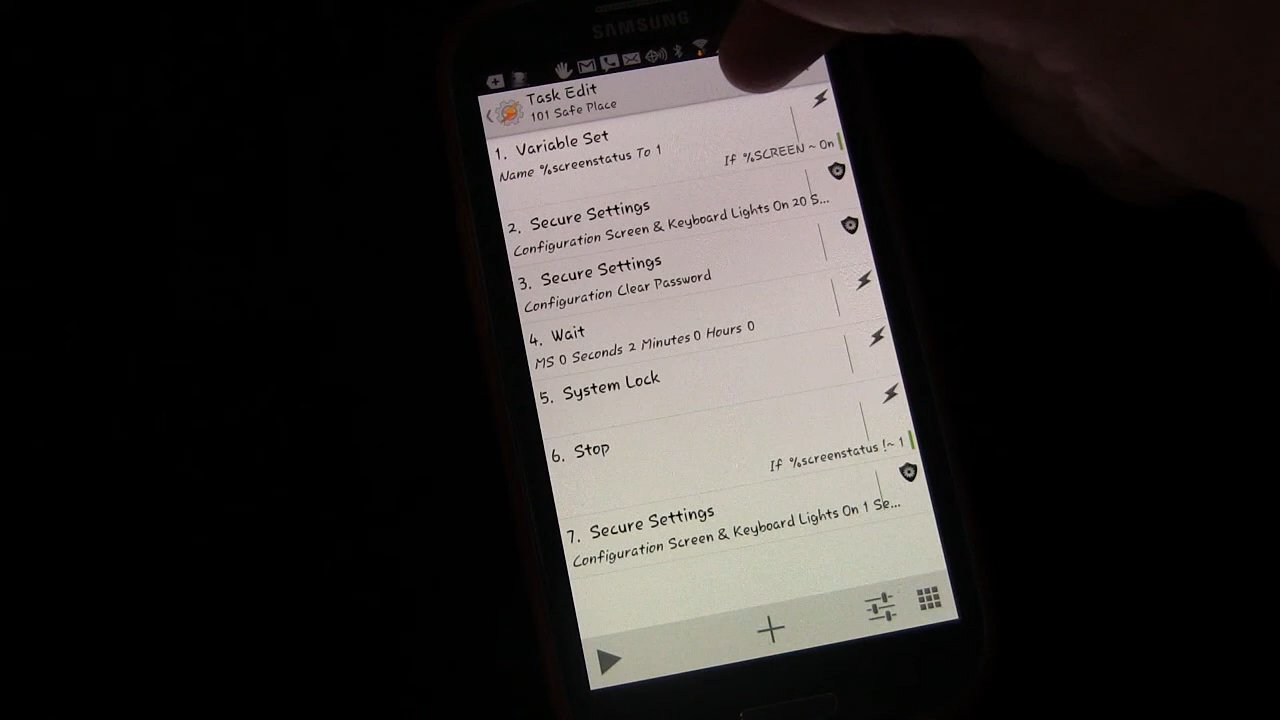 SAMSUNG
Task Edit
101 Safe Place
1. Variable Set
Name %screenstatus To 1
If %SCREEN ~ On
2. Secure Settings
Configuration Screen & Keyboard Lights On 20 S...
3. Secure Settings
Configuration Clear Password
4. Wait
MS 0 Seconds 2 Minutes 0 Hours 0
5. System Lock
6. Stop
If %screenstatus !~ 1
7. Secure Settings
Configuration Screen & Keyboard Lights On 1 Se...